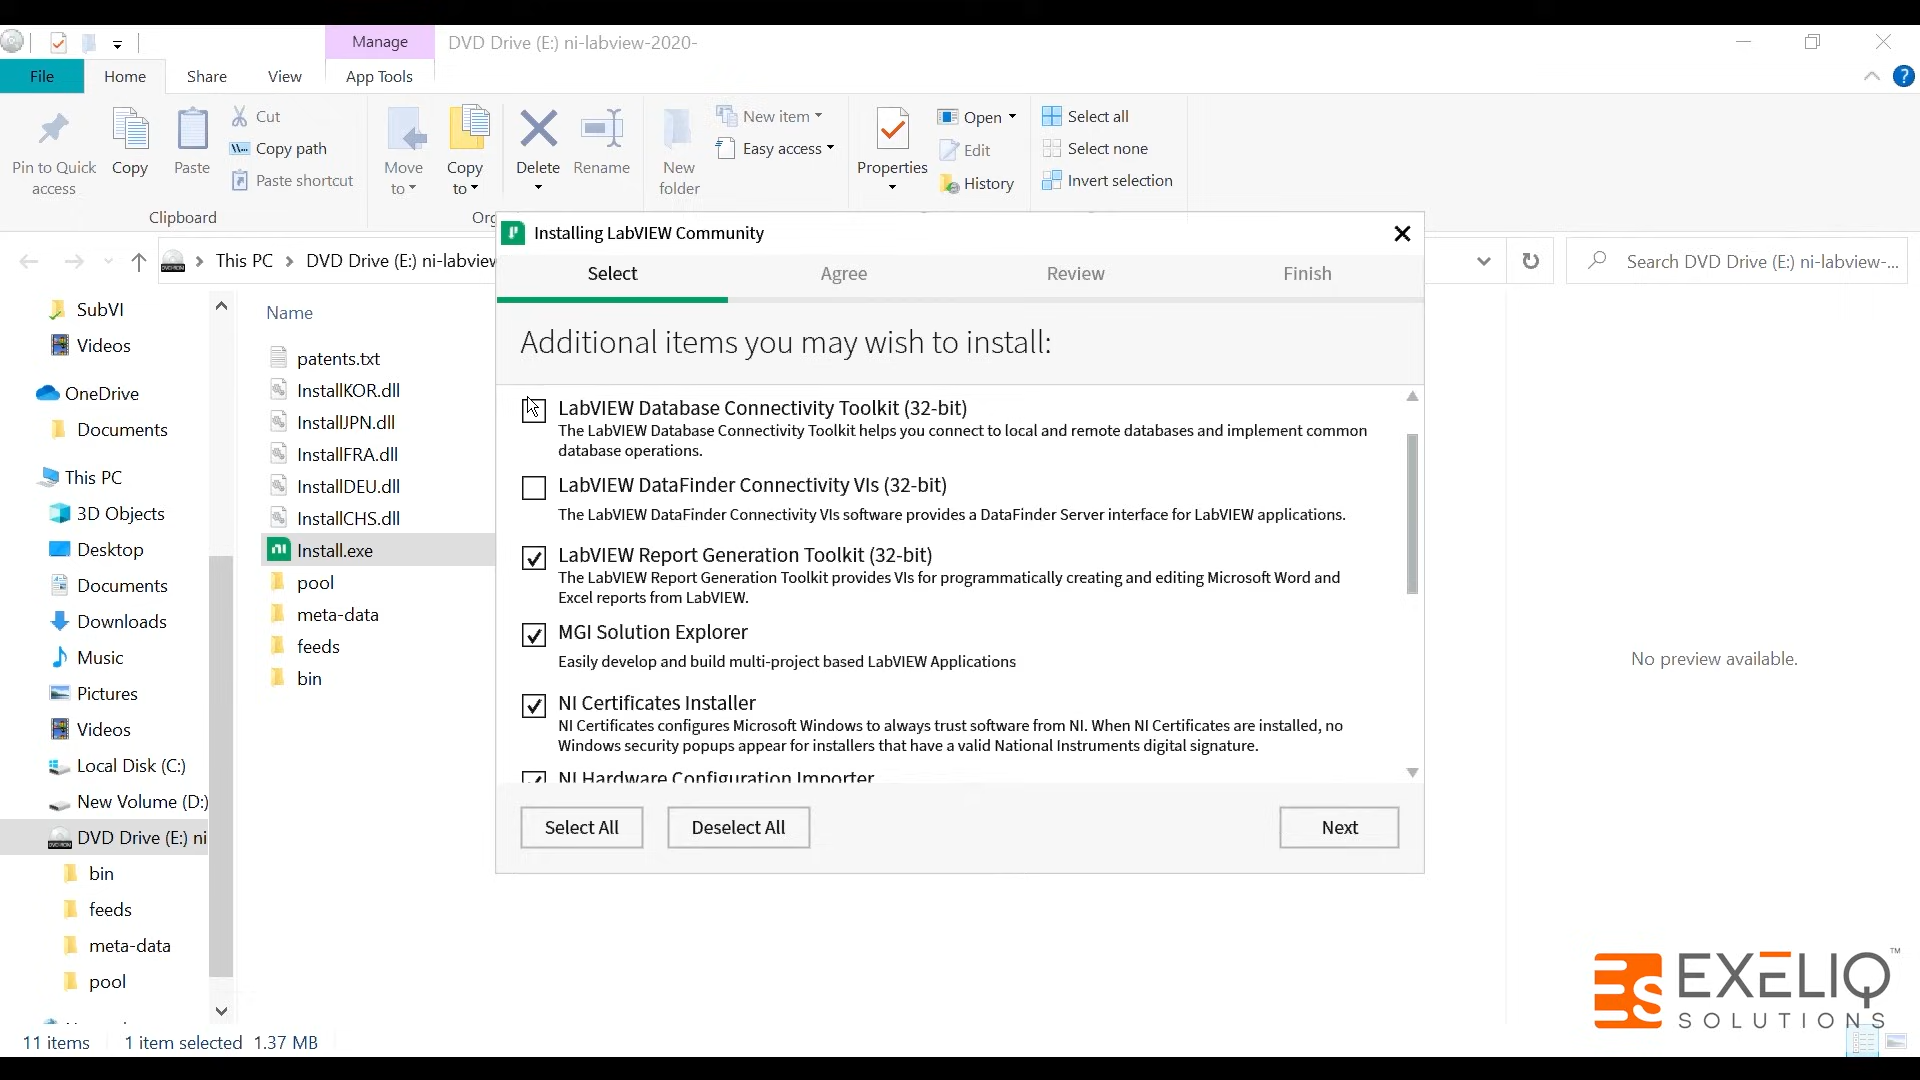 Manage
DVD Drive (E:) ni-labview-2020-
File
Home
Share
View
App Tools
?
Pin to Quick access
Copy
Paste
Cut
Copy path
Paste shortcut
Clipboard
Move to
Copy to
Delete
Rename
Org
New folder
New item
Easy access
Properties
Open
Edit
History
Select all
Select none
Invert selection
This PC
DVD Drive (E:) ni-labview
Search DVD Drive (E:) ni-labview-...
SubVI
Videos
OneDrive
Documents
This PC
3D Objects
Desktop
Documents
Downloads
Music
Pictures
Videos
Local Disk (C:)
New Volume (D:)
DVD Drive (E:) ni
bin
feeds
meta-data
pool
Name
patents.txt
InstallKOR.dll
InstallJPN.dll
InstallFRA.dll
InstallDEU.dll
InstallCHS.dll
Install.exe
pool
meta-data
feeds
bin
Installing LabVIEW Community
Select
Agree
Review
Finish
Additional items you may wish to install:
LabVIEW Database Connectivity Toolkit (32-bit)
The LabVIEW Database Connectivity Toolkit helps you connect to local and remote databases and implement common
database operations.
LabVIEW DataFinder Connectivity VIs (32-bit)
The LabVIEW DataFinder Connectivity VIs software provides a DataFinder Server interface for LabVIEW applications.
LabVIEW Report Generation Toolkit (32-bit)
The LabVIEW Report Generation Toolkit provides VIs for programmatically creating and editing Microsoft Word and
Excel reports from LabVIEW.
MGI Solution Explorer
Easily develop and build multi-project based LabVIEW Applications
NI Certificates Installer
NI Certificates configures Microsoft Windows to always trust software from NI. When NI Certificates are installed, no
Windows security popups appear for installers that have a valid National Instruments digital signature.
NI Hardware Configuration Importer
Select All
Deselect All
Next
No preview available.
11 items
1 item selected 1.37 MB
EXELIQ™
SOLUTIONS